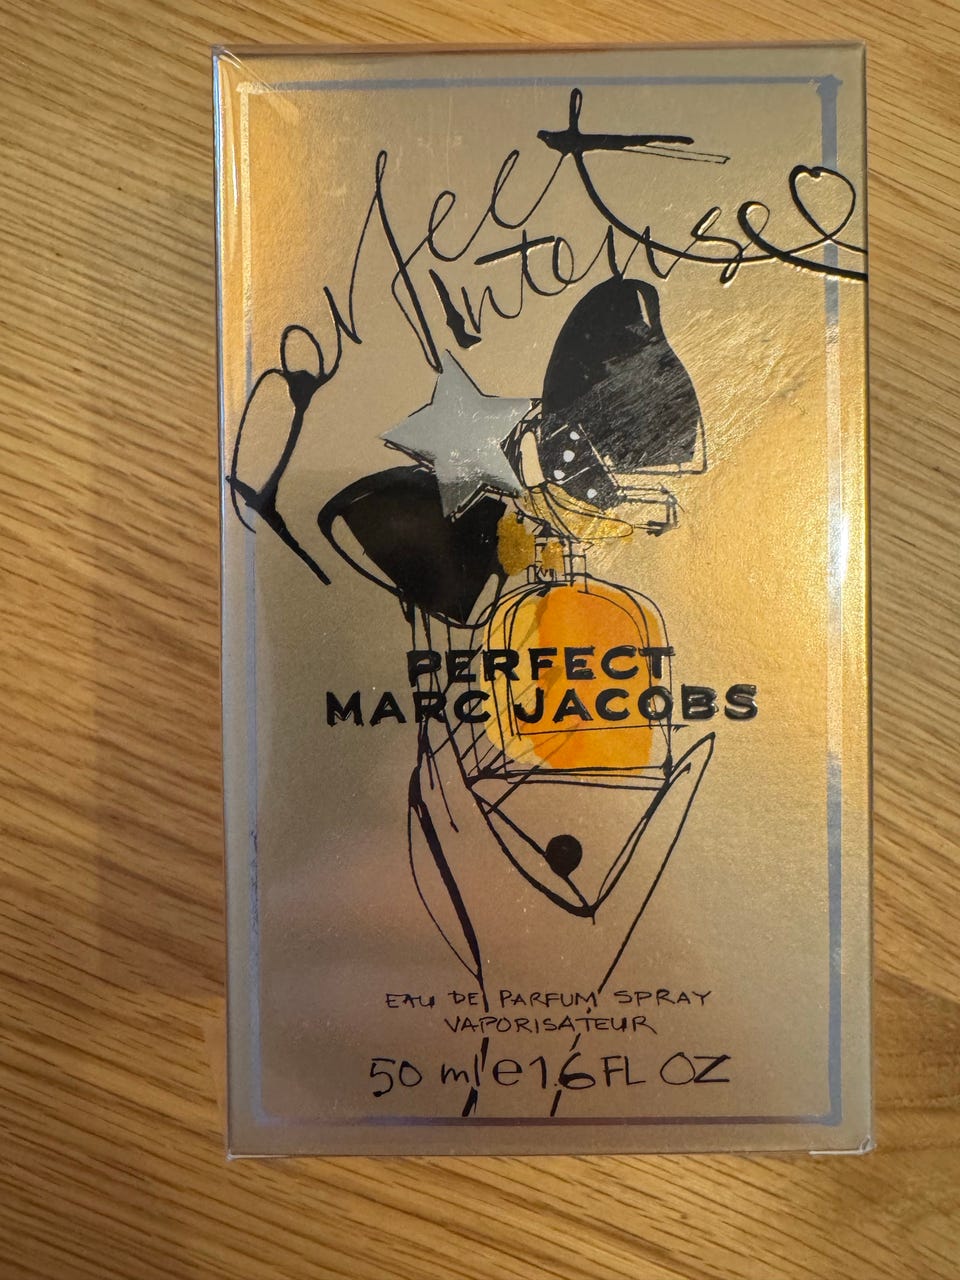 perfect
intense
PERFECT
MARC JACOBS
EAU DE PARFUM SPRAY
VAPORISATEUR
50 ml e 1.6 FL OZ